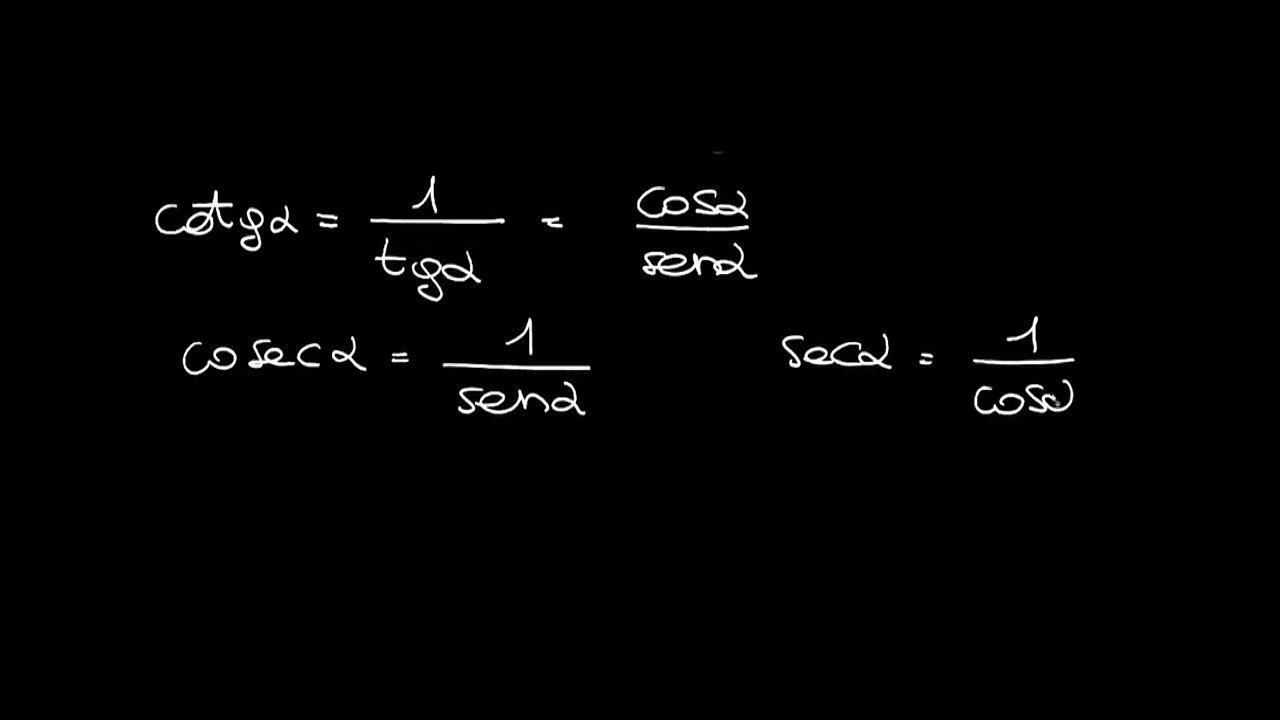 cotgα = 1/tgα = cosα/senα
cosecα = 1/senα secα = 1/cosα